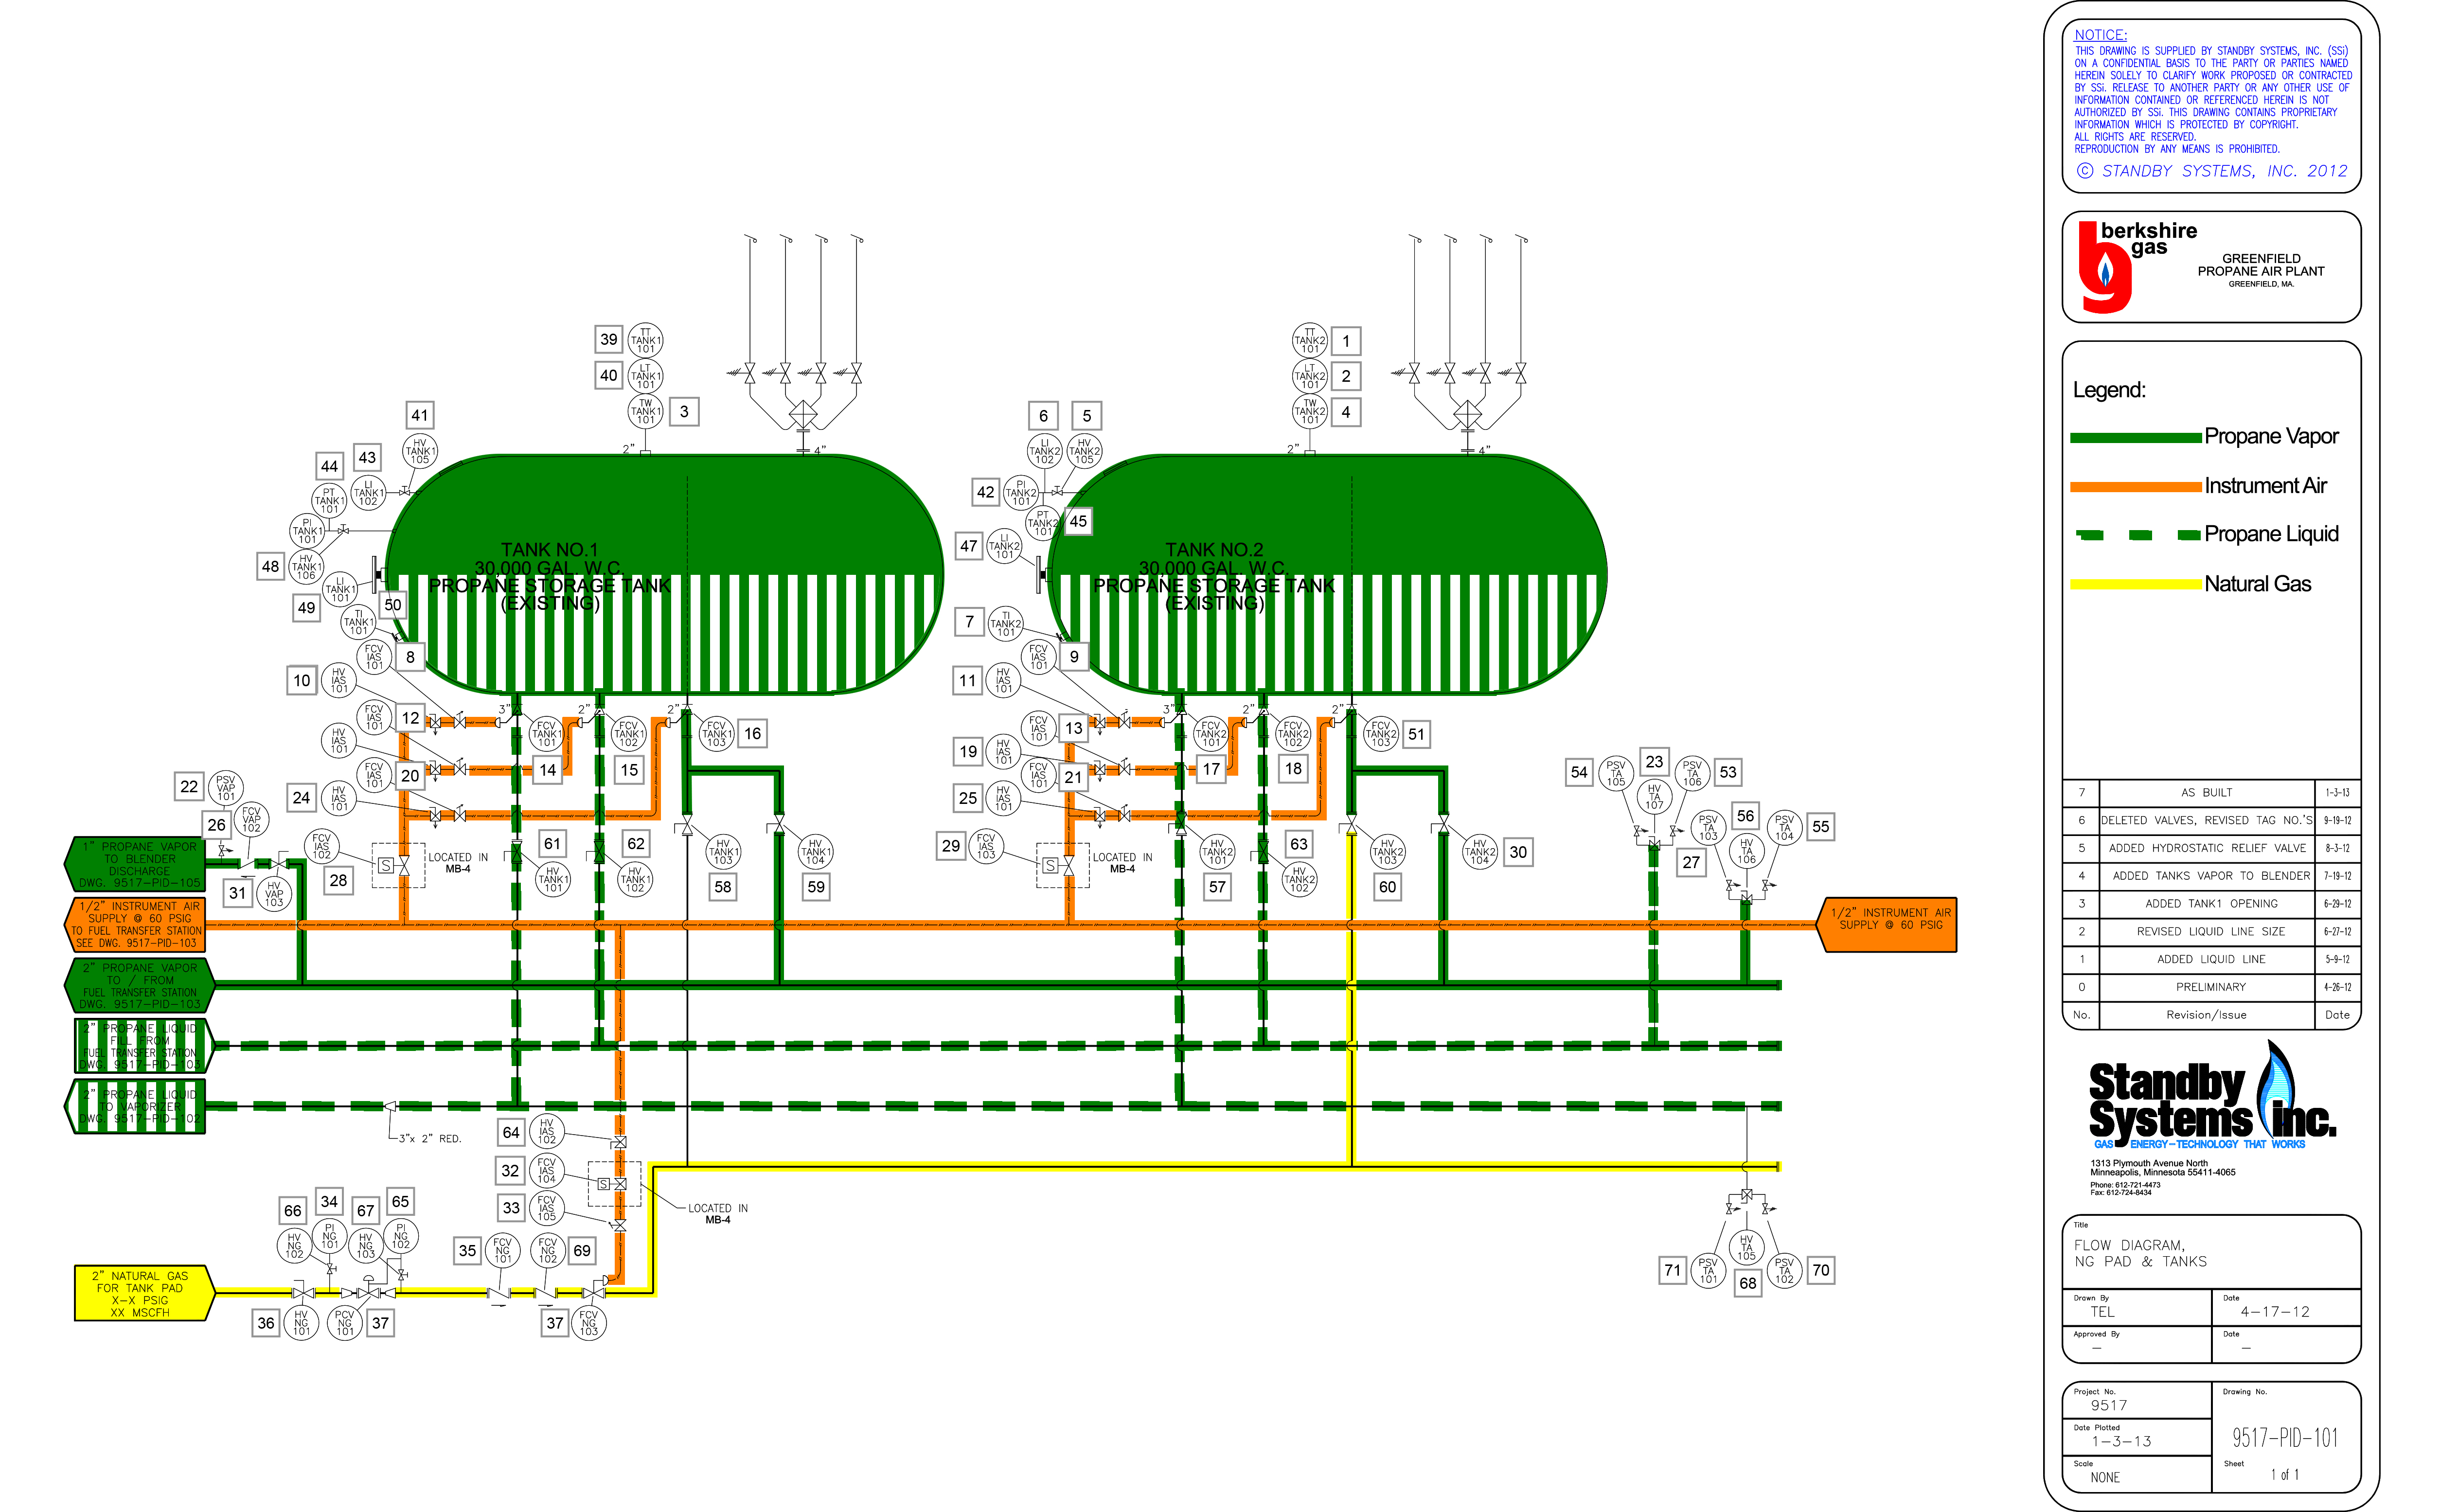 NOTICE:
THIS DRAWING IS SUPPLIED BY STANDBY SYSTEMS, INC. (SSi)
ON A CONFIDENTIAL BASIS TO THE PARTY OR PARTIES NAMED
HEREIN SOLELY TO CLARIFY WORK PROPOSED OR CONTRACTED
BY SSi. RELEASE TO ANOTHER PARTY OR ANY OTHER USE OF
INFORMATION CONTAINED OR REFERENCED HEREIN IS NOT
AUTHORIZED BY SSi. THIS DRAWING CONTAINS PROPRIETARY
INFORMATION WHICH IS PROTECTED BY COPYRIGHT.
ALL RIGHTS ARE RESERVED.
REPRODUCTION BY ANY MEANS IS PROHIBITED.
© STANDBY SYSTEMS, INC. 2012
berkshire
gas
GREENFIELD
PROPANE AIR PLANT
GREENFIELD, MA.
Legend:
Propane Vapor
Instrument Air
Propane Liquid
Natural Gas
39 TT TANK1 101
40 LT TANK1 101
TW TANK1 101 3
2"
4"
41
HV TANK1 105
43
LI TANK1 102
44
PT TANK1 101
PI TANK1 101
48 HV TANK1 106
49 LI TANK1 101
50
TI TANK1 101
TANK NO.1
30,000 GAL. W.C.
PROPANE STORAGE TANK
(EXISTING)
TT TANK2 101 1
LT TANK2 101 2
TW TANK2 101 4
2"
4"
6 5
LI TANK2 102
HV TANK2 105
42 PI TANK2 101
PT TANK2 101 45
47 LI TANK2 101
7 TI TANK2 101
TANK NO.2
30,000 GAL. W.C.
PROPANE STORAGE TANK
(EXISTING)
FCV IAS 101 8
10 HV IAS 101
FCV IAS 101 12
HV IAS 101
FCV IAS 101 20
24 HV IAS 101
3"
2"
2"
FCV TANK1 101
14
FCV TANK1 102
15
FCV TANK1 103 16
FCV IAS 101 9
11 HV IAS 101
FCV IAS 101 13
19 HV IAS 101
FCV IAS 101 21
25 HV IAS 101
3"
2"
2"
FCV TANK2 101
17
FCV TANK2 102
18
FCV TANK2 103 51
22 PSV VAP 101
26 FCV VAP 102
31 HV VAP 103
FCV IAS 102
28
S
LOCATED IN
MB-4
61
HV TANK1 101
62
HV TANK1 102
HV TANK1 103
58
HV TANK1 104
59
29 FCV IAS 103
S
LOCATED IN
MB-4
HV TANK2 101
57
63
HV TANK2 102
HV TANK2 103
60
HV TANK2 104 30
54 PSV TA 105
23
HV TA 107
PSV TA 106 53
27
PSV TA 103
56
HV TA 106
PSV TA 104 55
1" PROPANE VAPOR
TO BLENDER
DISCHARGE
DWG. 9517-PID-105
1/2" INSTRUMENT AIR
SUPPLY @ 60 PSIG
TO FUEL TRANSFER STATION
SEE DWG. 9517-PID-103
1/2" INSTRUMENT AIR
SUPPLY @ 60 PSIG
2" PROPANE VAPOR
TO / FROM
FUEL TRANSFER STATION
DWG. 9517-PID-103
2" PROPANE LIQUID
FILL FROM
FUEL TRANSFER STATION
DWG. 9517-PID-103
2" PROPANE LIQUID
TO VAPORIZER
DWG. 9517-PID-102
3"x 2" RED.
64 HV IAS 102
32 FCV IAS 104
S
33 FCV IAS 105
LOCATED IN
MB-4
66
HV NG 102
34
PI NG 101
67
HV NG 103
65
PI NG 102
35 FCV NG 101
FCV NG 102 69
2" NATURAL GAS
FOR TANK PAD
X-X PSIG
XX MSCFH
36 HV NG 101
PCV NG 101 37
37 FCV NG 103
71 PSV TA 101
HV TA 105
68
PSV TA 102 70
7 AS BUILT 1-3-13
6 DELETED VALVES, REVISED TAG NO.'S 9-19-12
5 ADDED HYDROSTATIC RELIEF VALVE 8-3-12
4 ADDED TANKS VAPOR TO BLENDER 7-19-12
3 ADDED TANK1 OPENING 6-29-12
2 REVISED LIQUID LINE SIZE 6-27-12
1 ADDED LIQUID LINE 5-9-12
0 PRELIMINARY 4-26-12
No. Revision/Issue Date
Standby
Systems inc.
GAS ENERGY-TECHNOLOGY THAT WORKS
1313 Plymouth Avenue North
Minneapolis, Minnesota 55411-4065
Phone: 612-721-4473
Fax: 612-724-8434
Title
FLOW DIAGRAM,
NG PAD & TANKS
Drawn By
TEL
Date
4-17-12
Approved By
-
Date
-
Project No.
9517
Date Plotted
1-3-13
Scale
NONE
Drawing No.
9517-PID-101
Sheet
1 of 1